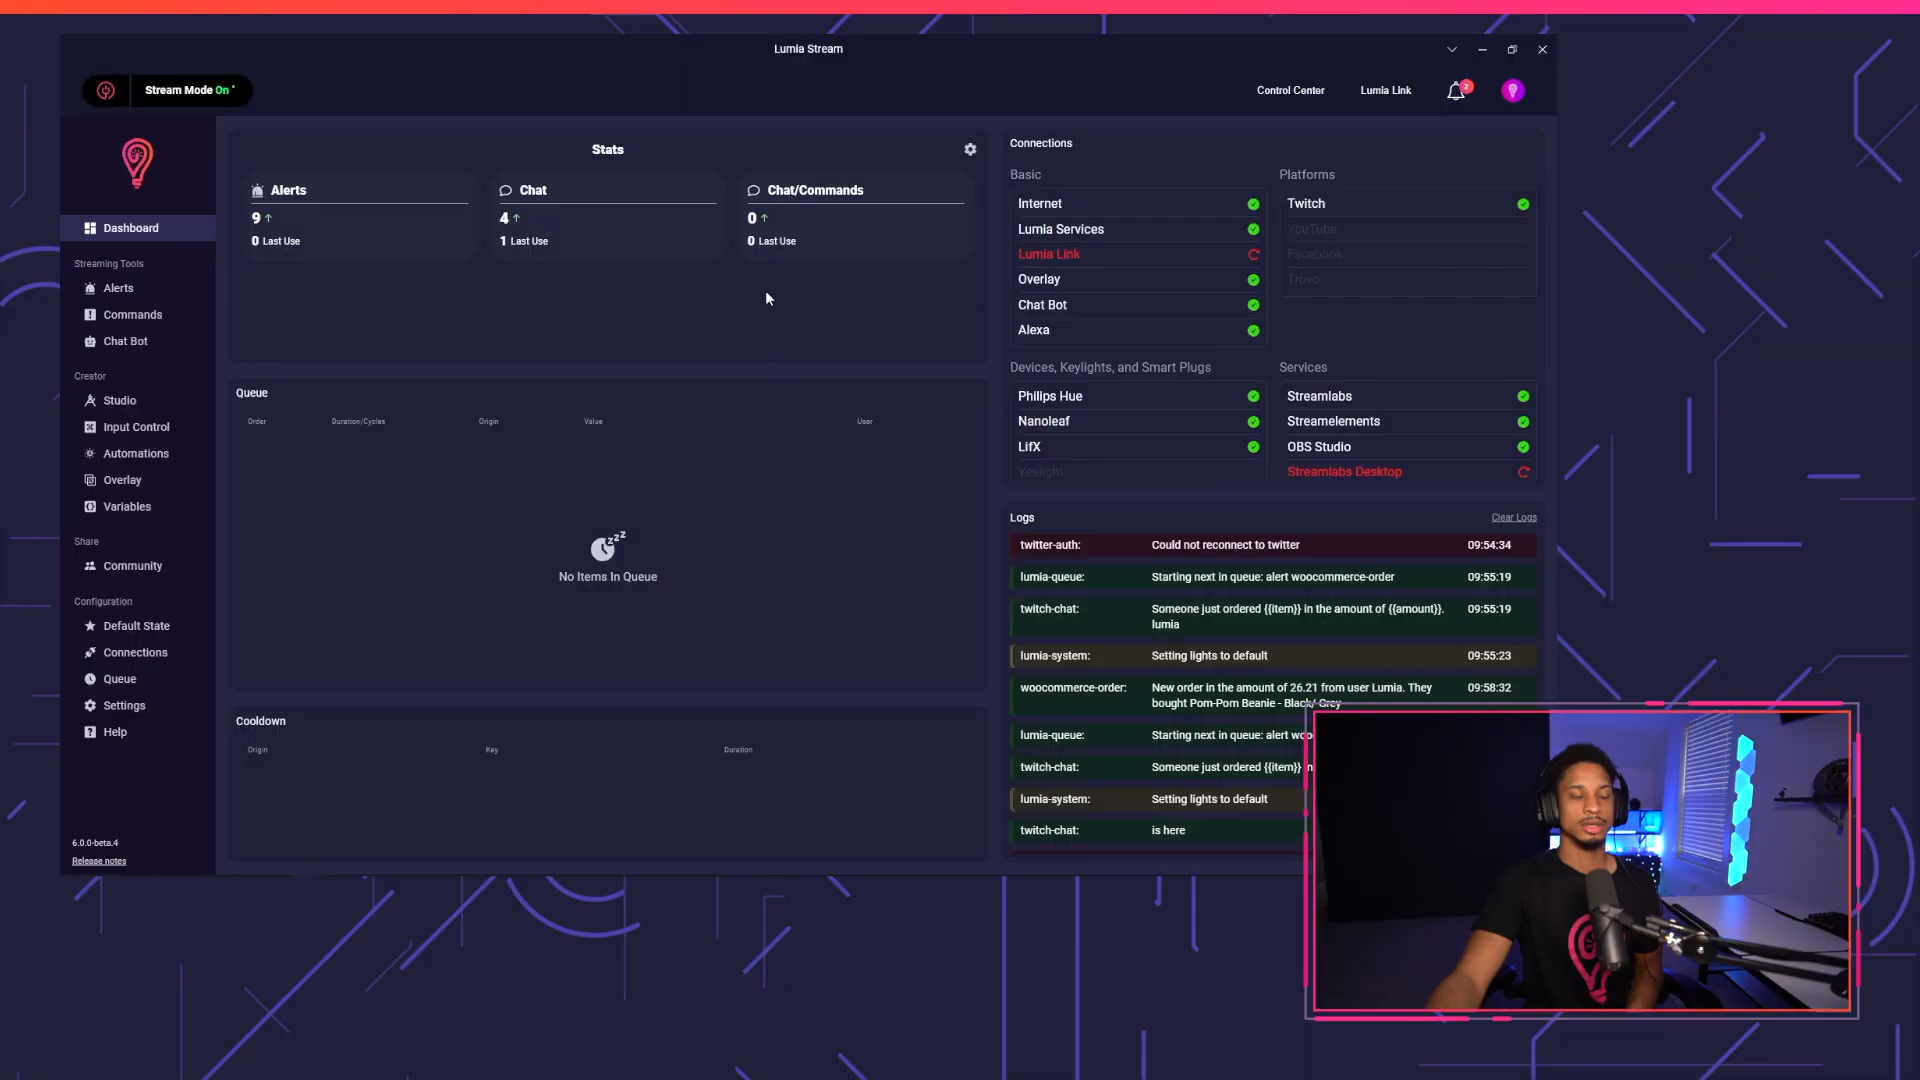 Lumia Stream
Stream Mode On
Control Center
Lumia Link
2
Dashboard
Streaming Tools
Alerts
Commands
Chat Bot
Creator
Studio
Input Control
Automations
Overlay
Variables
Share
Community
Configuration
Default State
Connections
Queue
Settings
Help
6.0.0-beta.4
Release notes
Stats
Alerts
9
0 Last Use
Chat
4
1 Last Use
Chat/Commands
0
0 Last Use
Queue
Order Duration/Cycles Origin Value User
No Items In Queue
Cooldown
Origin Key Duration
Connections
Basic
Internet
Lumia Services
Lumia Link
Overlay
Chat Bot
Alexa
Platforms
Twitch
YouTube
Facebook
Trovo
Devices, Keylights, and Smart Plugs
Philips Hue
Nanoleaf
LifX
Yeelight
Services
Streamlabs
Streamelements
OBS Studio
Streamlabs Desktop
Logs
Clear Logs
twitter-auth: Could not reconnect to twitter 09:54:34
lumia-queue: Starting next in queue: alert woocommerce-order 09:55:19
twitch-chat: Someone just ordered {{item}} in the amount of {{amount}}. 09:55:19
lumia
lumia-system: Setting lights to default 09:55:23
woocommerce-order: New order in the amount of 26.21 from user Lumia. They 09:58:32
bought Pom-Pom Beanie - Black/ Grey
lumia-queue: Starting next in queue: alert woo
twitch-chat: Someone just ordered {{item}} in
lumia-system: Setting lights to default
twitch-chat: is here